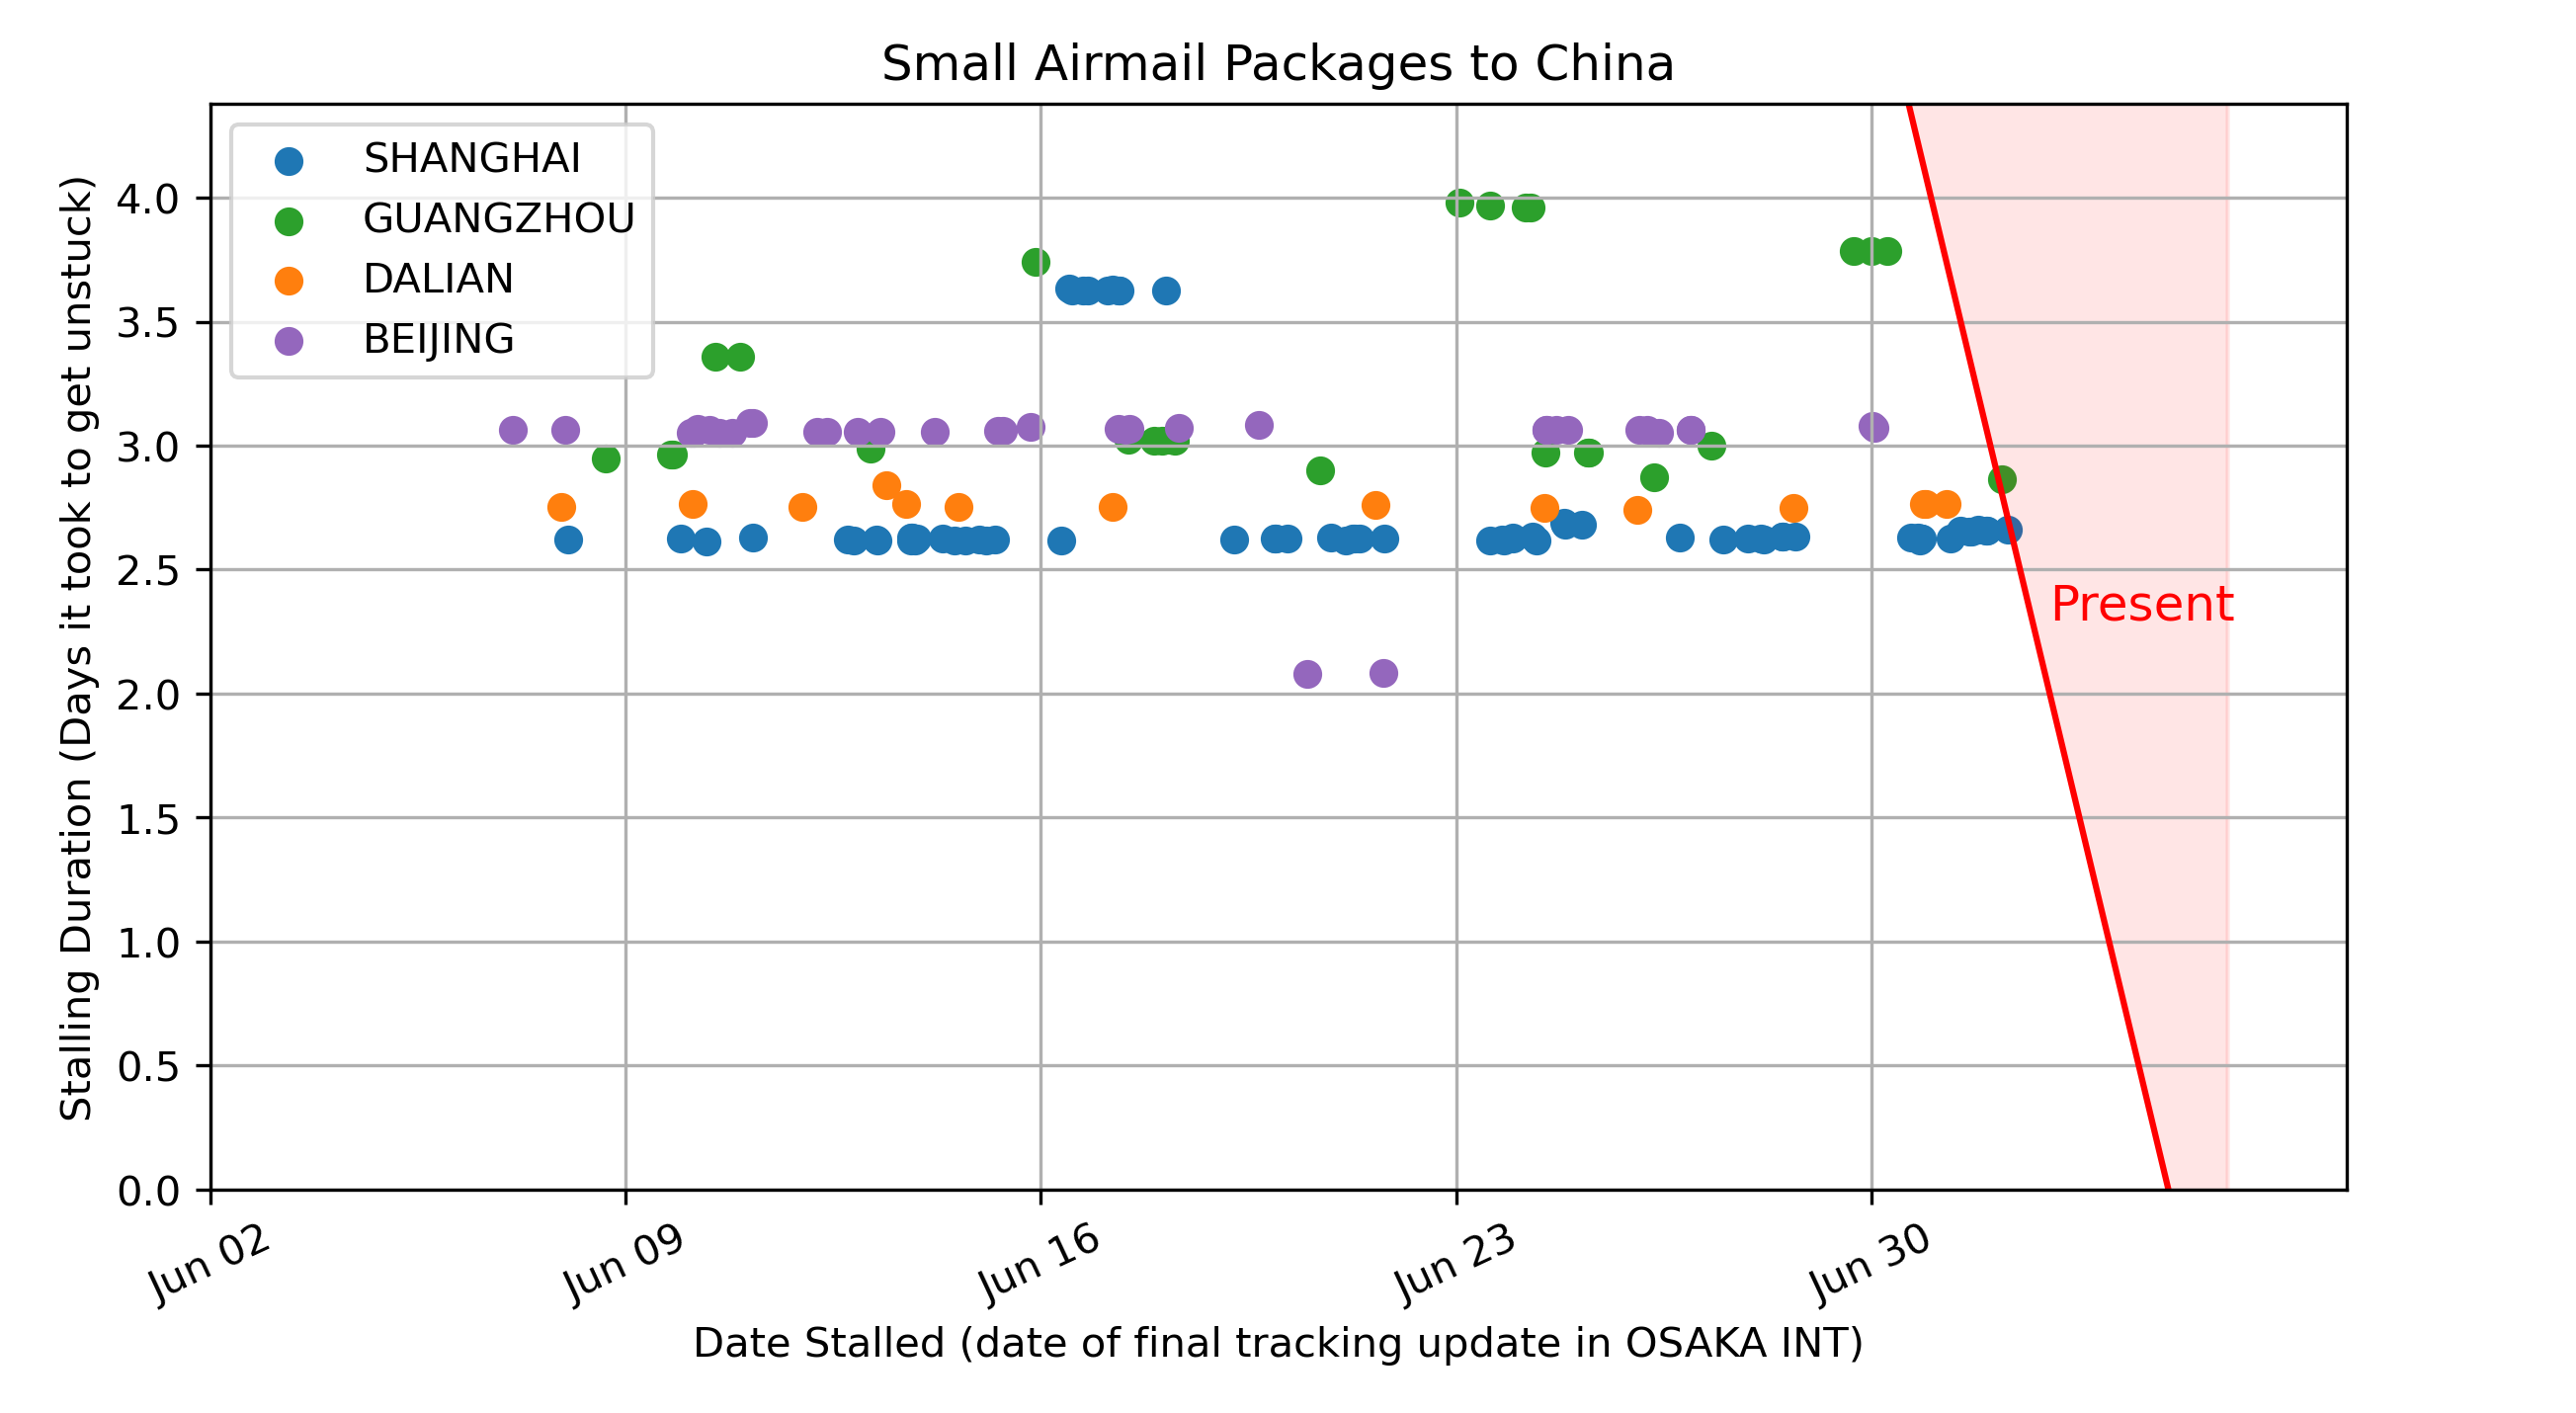 Small Airmail Packages to China
SHANGHAI
GUANGZHOU
DALIAN
BEIJING
Stalling Duration (Days it took to get unstuck)
4.0
3.5
3.0
2.5
2.0
1.5
1.0
0.5
0.0
Present
Jun 02
Jun 09
Jun 16
Jun 23
Jun 30
Date Stalled (date of final tracking update in OSAKA INT)